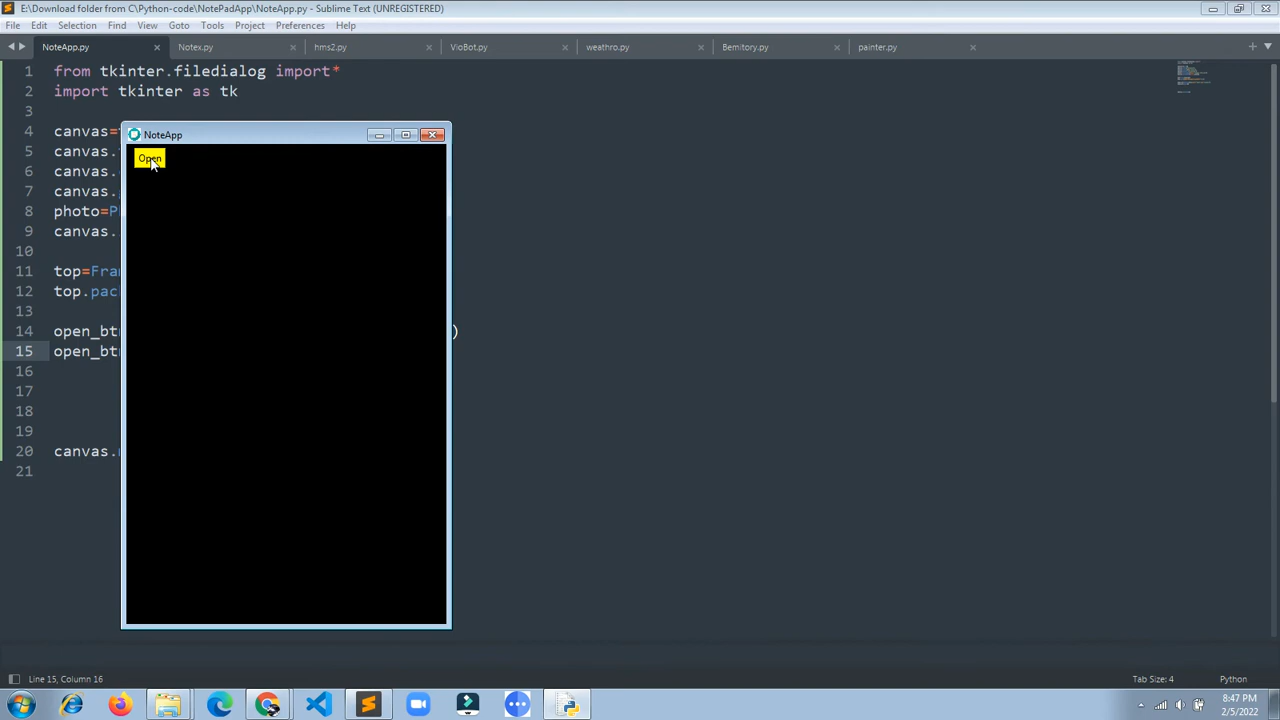 E:\Download folder from C\Python-code\NotePadApp\NoteApp.py - Sublime Text (UNREGISTERED)
File Edit Selection Find View Goto Tools Project Preferences Help
NoteApp.py Notex.py hms2.py VioBot.py weathro.py Bemitory.py painter.py
1 from tkinter.filedialog import*
2 import tkinter as tk
3
4 canvas=
NoteApp
5 canvas.
Open
6 canvas.
7 canvas.
8 photo=P
9 canvas.
10
11 top=Fra
12 top.pac
13
14 open_bt )
15 open_bt
16
17
18
19
20 canvas.
21
Line 15, Column 16 Tab Size: 4 Python
8:47 PM
2/5/2022